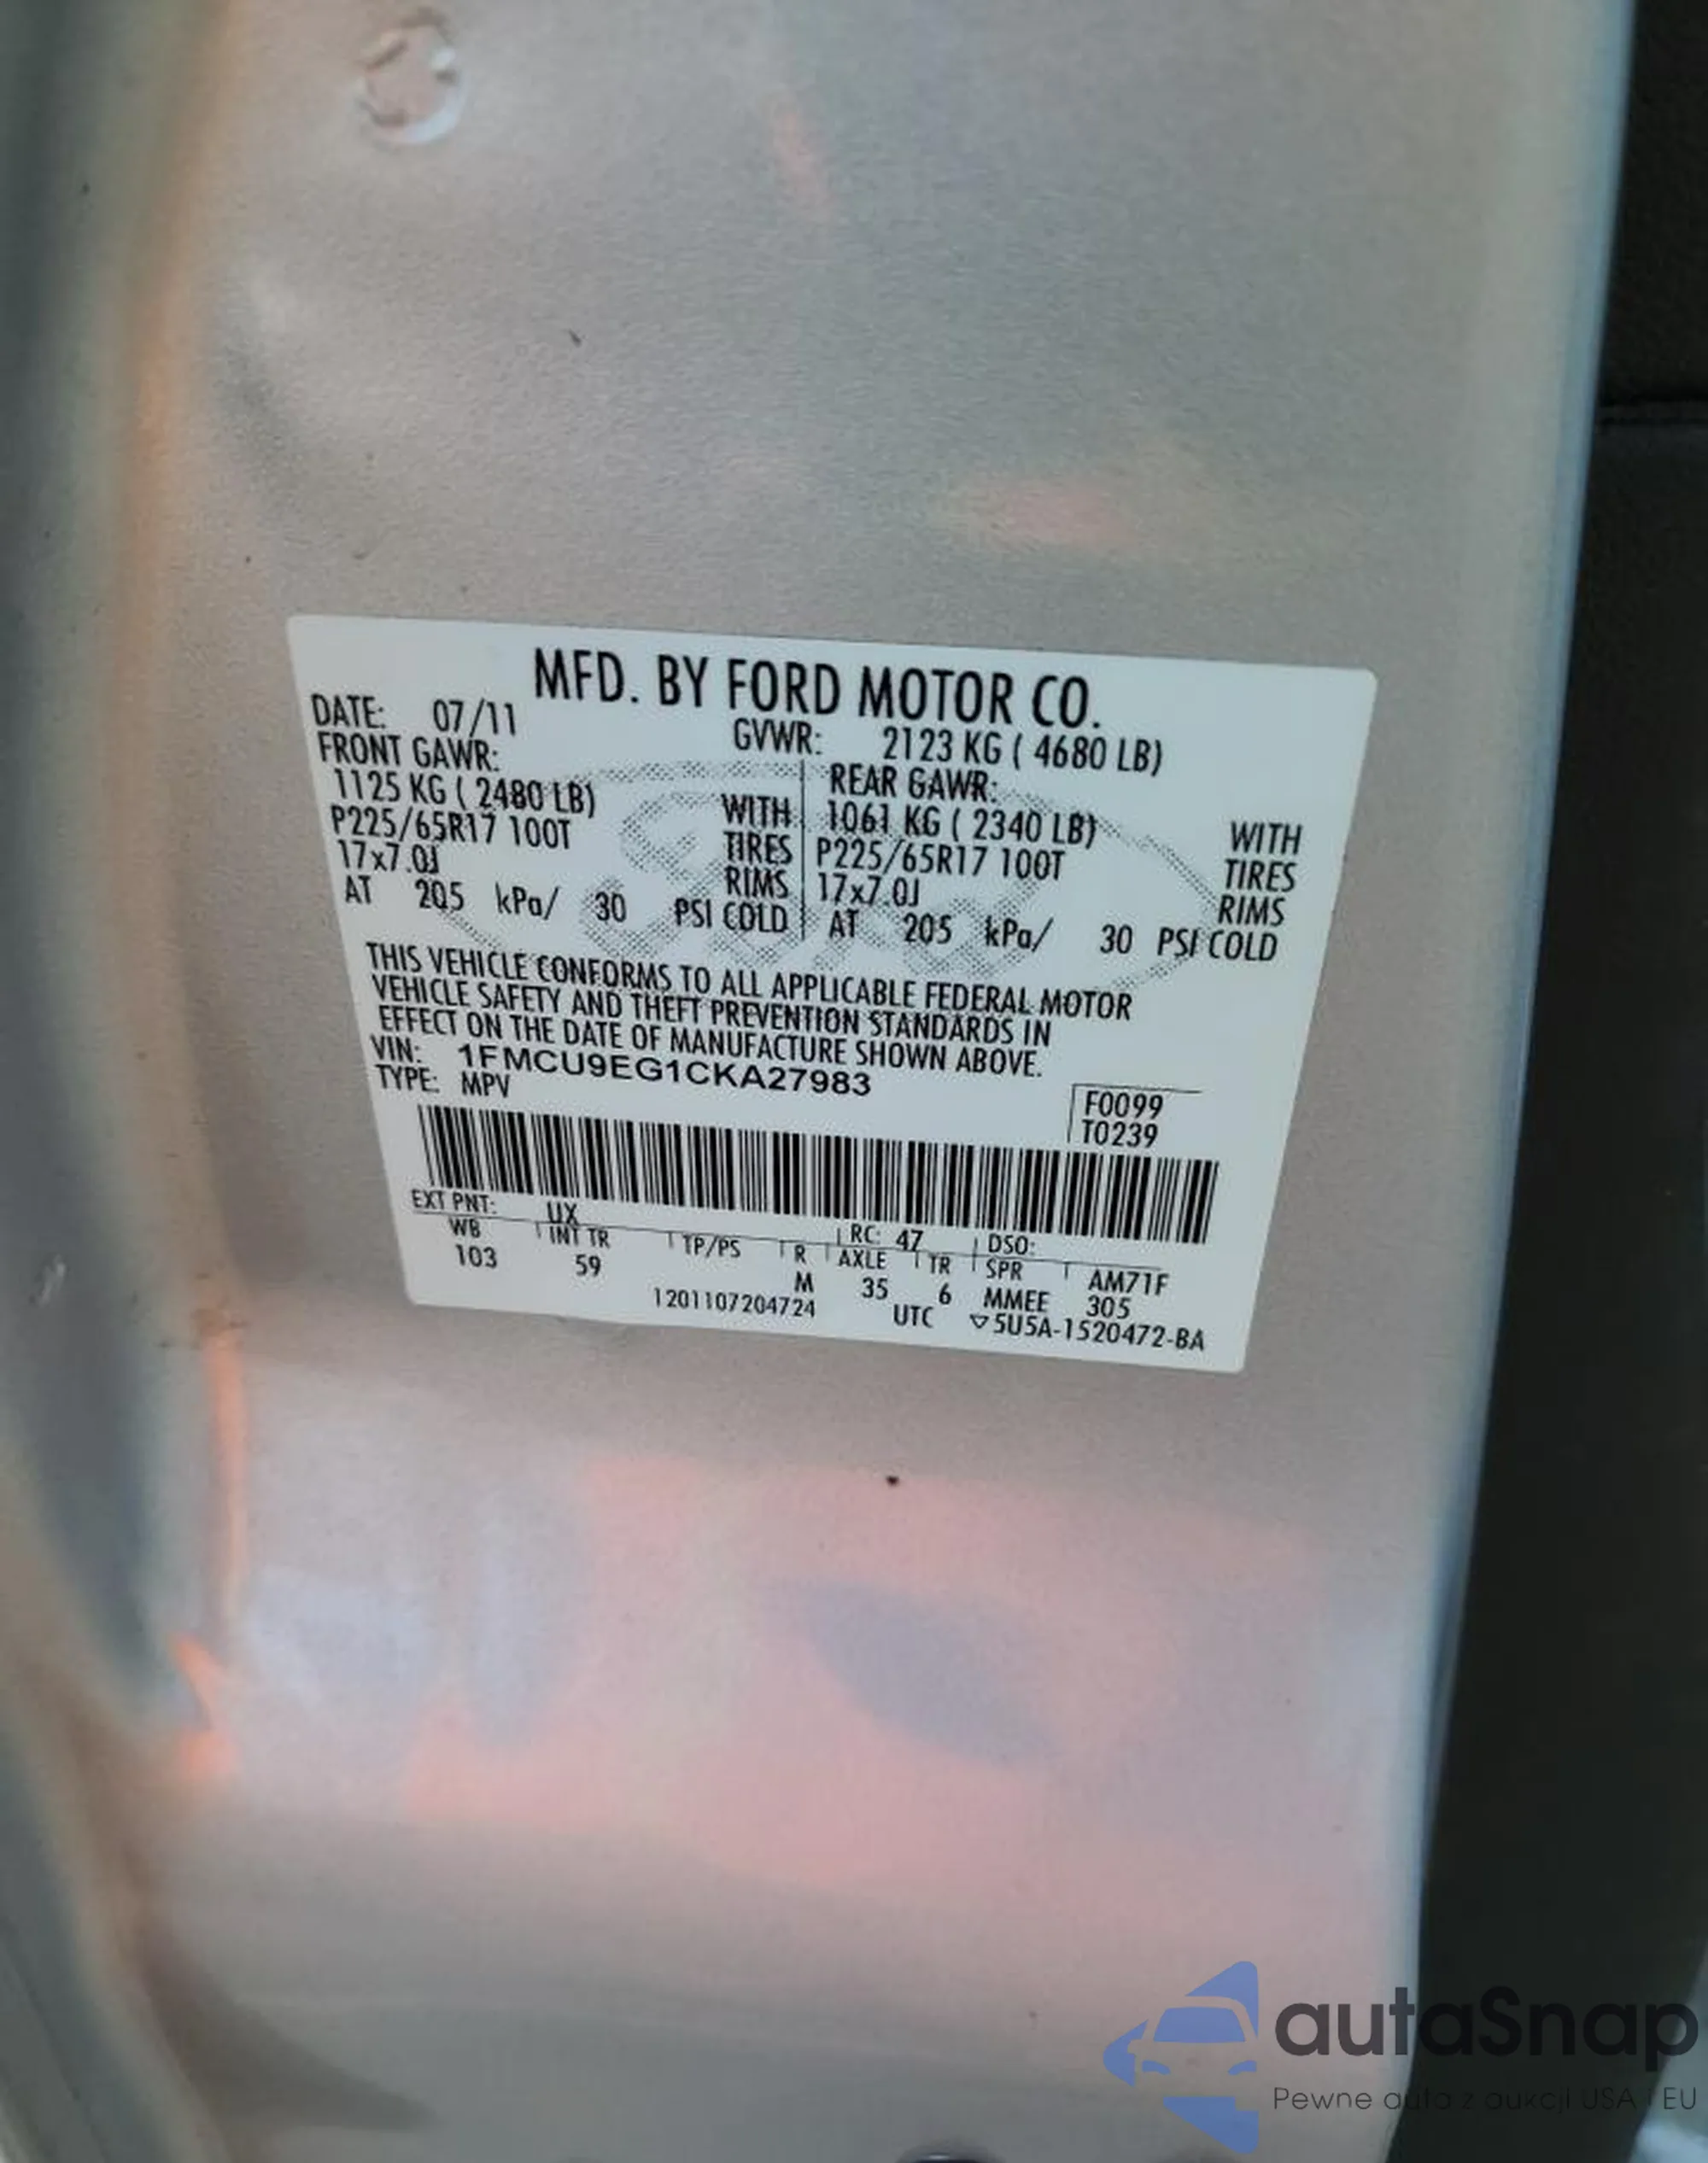 MFD. BY FORD MOTOR CO.
DATE: 07/11 GVWR: 2123 KG ( 4680 LB)
FRONT GAWR: REAR GAWR:
1125 KG ( 2480 LB) WITH 1061 KG ( 2340 LB) WITH
P225/65R17 100T TIRES P225/65R17 100T TIRES
17x7.0J RIMS 17x7.0J RIMS
AT 205 kPa/ 30 PSI COLD AT 205 kPa/ 30 PSI COLD
THIS VEHICLE CONFORMS TO ALL APPLICABLE FEDERAL MOTOR
VEHICLE SAFETY AND THEFT PREVENTION STANDARDS IN
EFFECT ON THE DATE OF MANUFACTURE SHOWN ABOVE.
VIN: 1FMCU9EG1CKA27983
TYPE: MPV
F0099
T0239
EXT PNT: UX RC: 47 DSO:
WB INT TR TP/PS R AXLE TR SPR AM71F
103 59 M 35 6 MMEE 305
1201107204724 UTC ▽5U5A-1520472-BA
autaSnap
Pewne auta z aukcji USA i EU